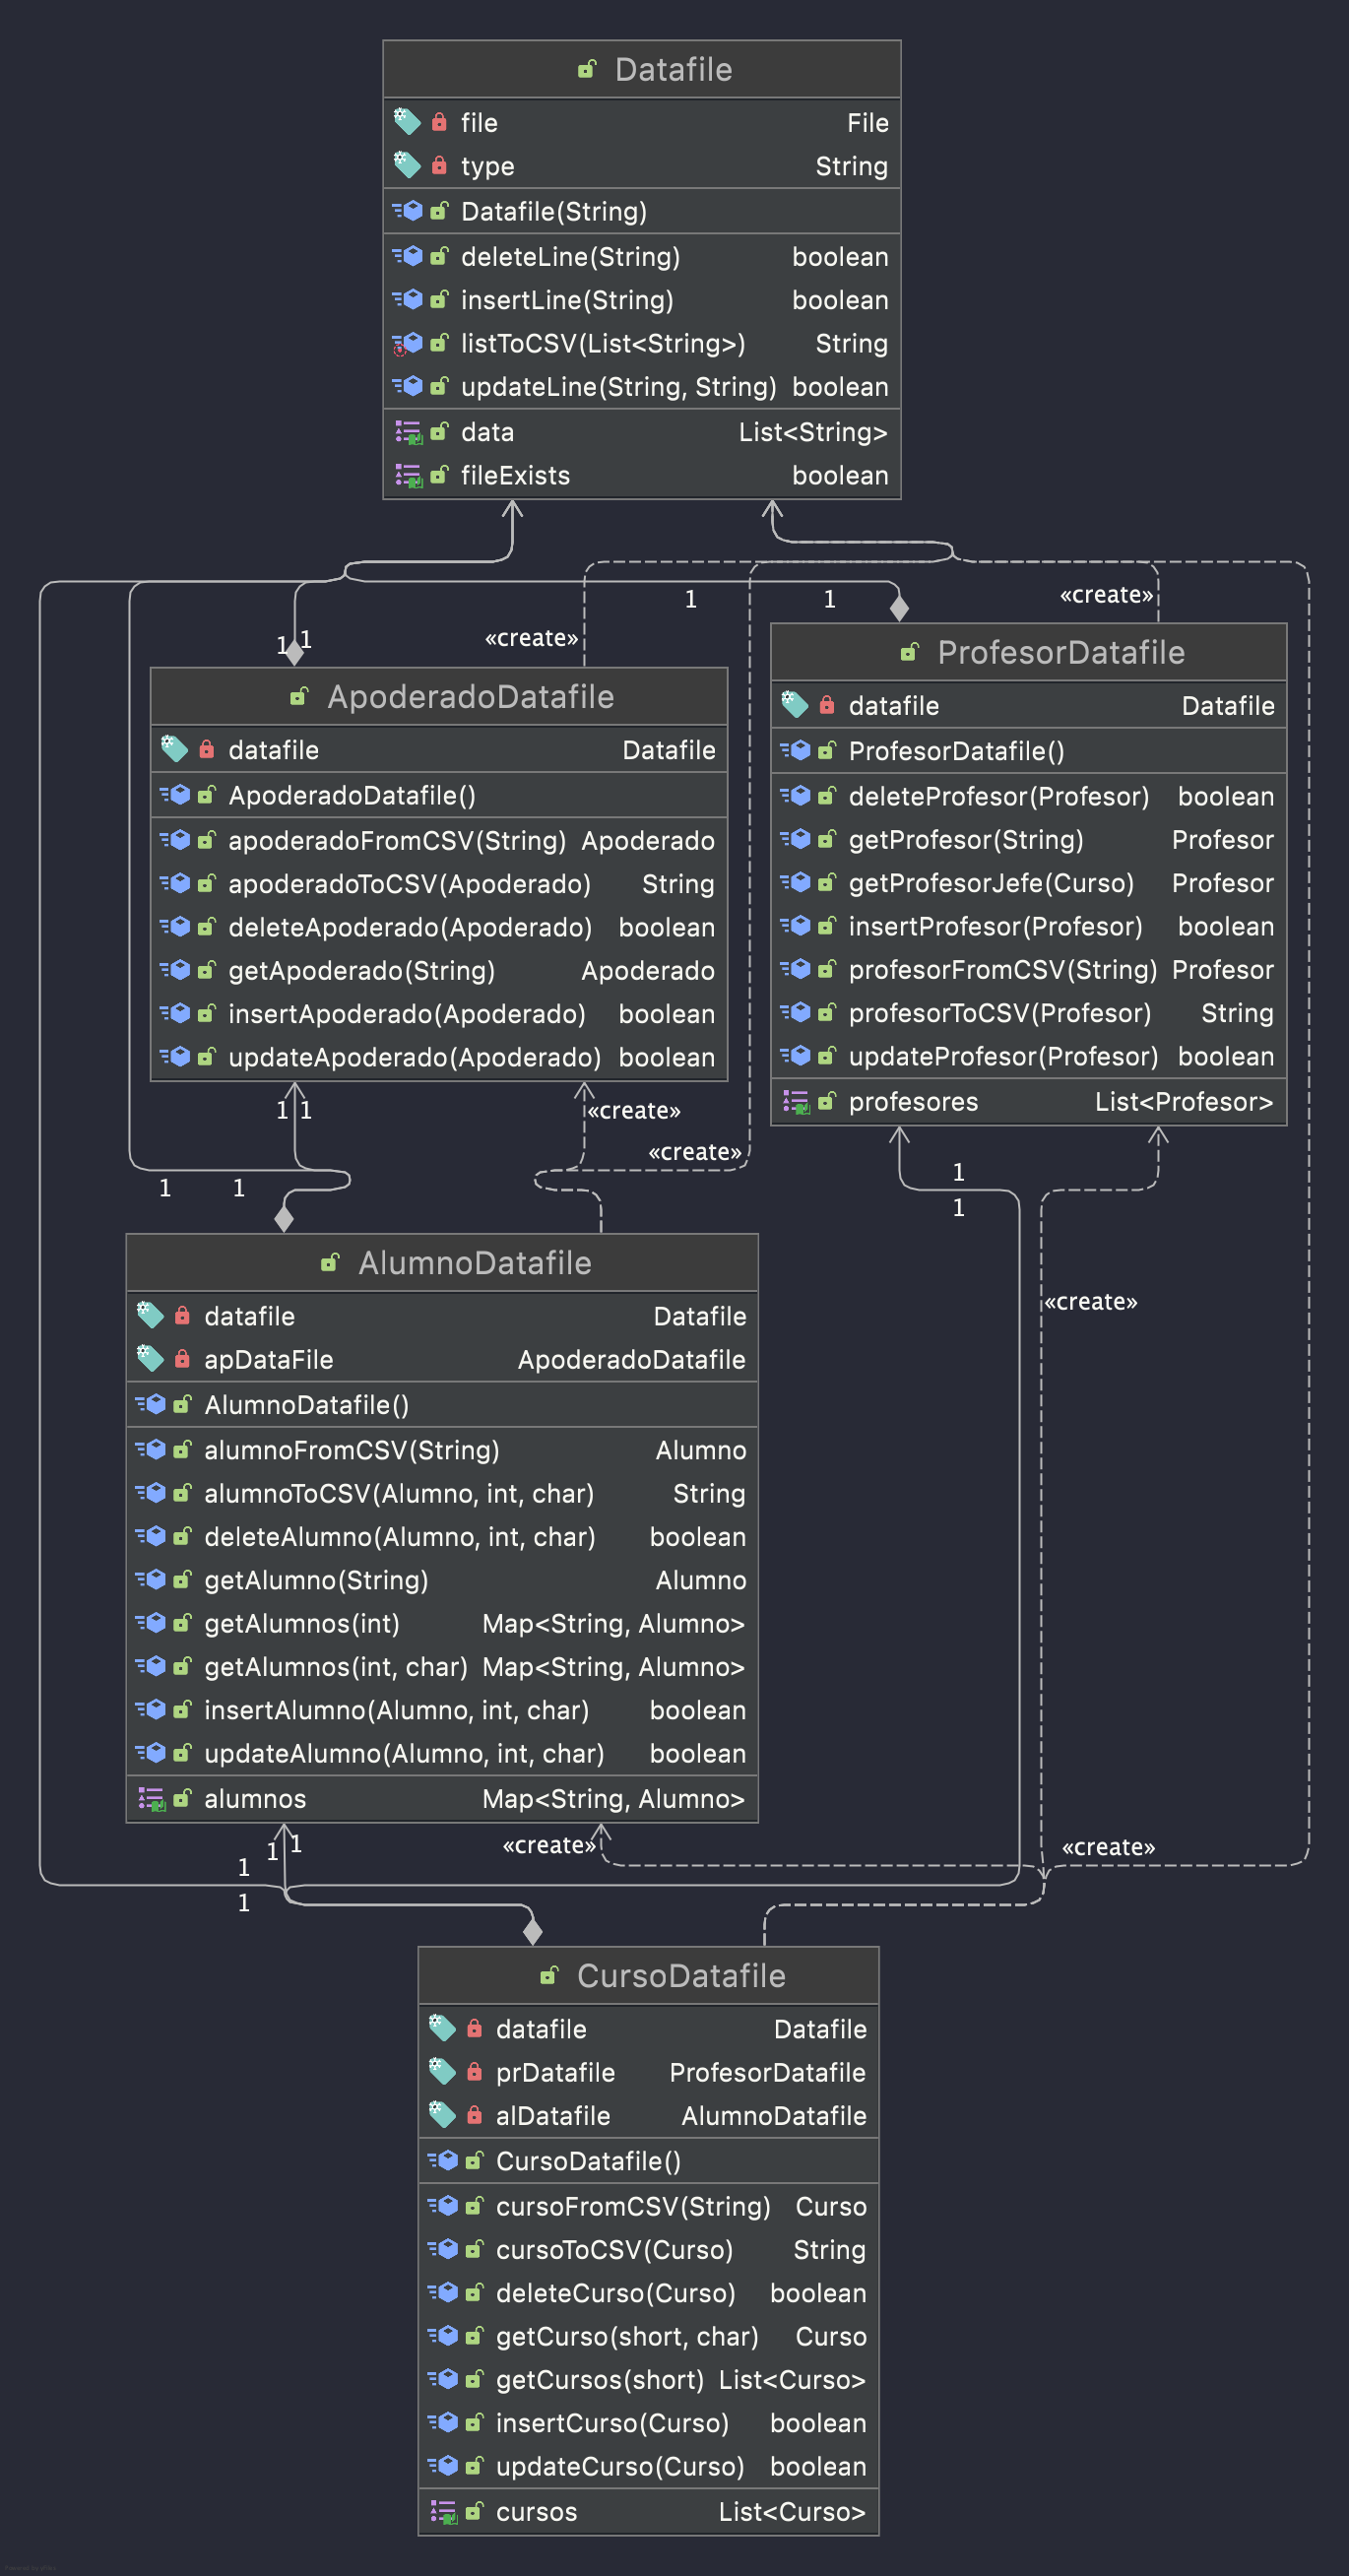 Datafile
file File
type String
Datafile(String)
deleteLine(String) boolean
insertLine(String) boolean
listToCSV(List<String>) String
updateLine(String, String) boolean
data List<String>
fileExists boolean
1 1 «create»
1 1 «create»
ProfesorDatafile
datafile Datafile
ProfesorDatafile()
deleteProfesor(Profesor) boolean
getProfesor(String) Profesor
getProfesorJefe(Curso) Profesor
insertProfesor(Profesor) boolean
profesorFromCSV(String) Profesor
profesorToCSV(Profesor) String
updateProfesor(Profesor) boolean
profesores List<Profesor>
ApoderadoDatafile
datafile Datafile
ApoderadoDatafile()
apoderadoFromCSV(String) Apoderado
apoderadoToCSV(Apoderado) String
deleteApoderado(Apoderado) boolean
getApoderado(String) Apoderado
insertApoderado(Apoderado) boolean
updateApoderado(Apoderado) boolean
1 1 «create»
«create»
1 1
1
1
AlumnoDatafile
datafile Datafile
apDataFile ApoderadoDatafile
AlumnoDatafile()
alumnoFromCSV(String) Alumno
alumnoToCSV(Alumno, int, char) String
deleteAlumno(Alumno, int, char) boolean
getAlumno(String) Alumno
getAlumnos(int) Map<String, Alumno>
getAlumnos(int, char) Map<String, Alumno>
insertAlumno(Alumno, int, char) boolean
updateAlumno(Alumno, int, char) boolean
alumnos Map<String, Alumno>
«create»
1 1 «create» «create»
1
1
CursoDatafile
datafile Datafile
prDatafile ProfesorDatafile
alDatafile AlumnoDatafile
CursoDatafile()
cursoFromCSV(String) Curso
cursoToCSV(Curso) String
deleteCurso(Curso) boolean
getCurso(short, char) Curso
getCursos(short) List<Curso>
insertCurso(Curso) boolean
updateCurso(Curso) boolean
cursos List<Curso>